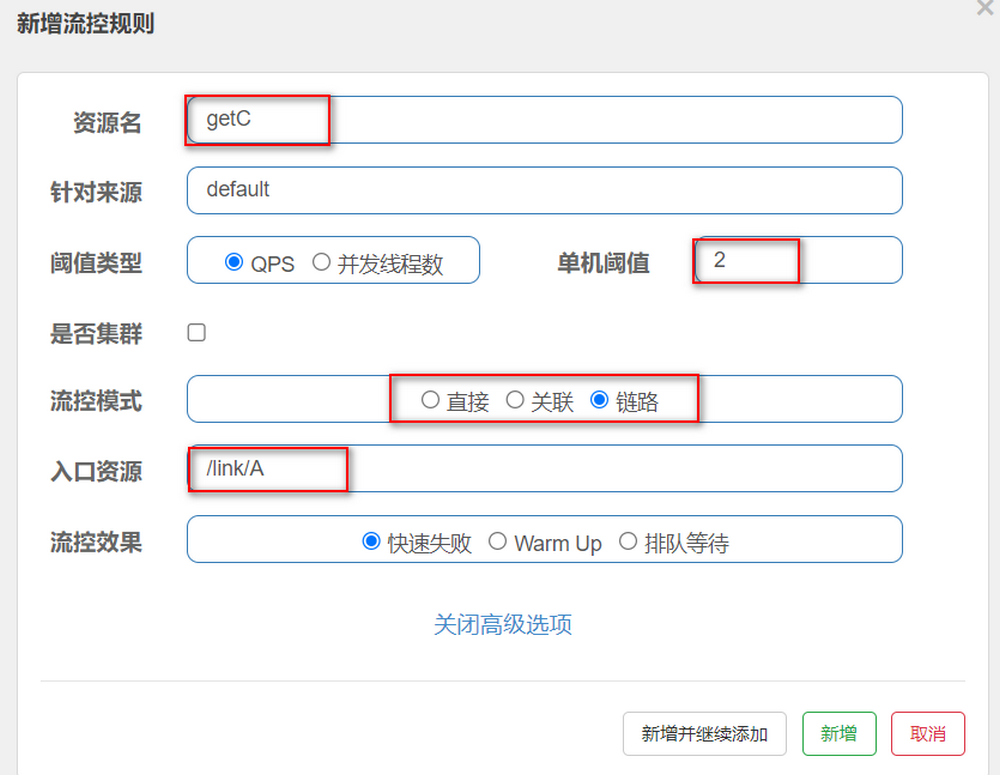 新增流控规则
资源名 getC
针对来源 default
阈值类型 QPS 并发线程数 单机阈值 2
是否集群
流控模式 直接 关联 链路
入口资源 /link/A
流控效果 快速失败 Warm Up 排队等待
关闭高级选项
新增并继续添加 新增 取消